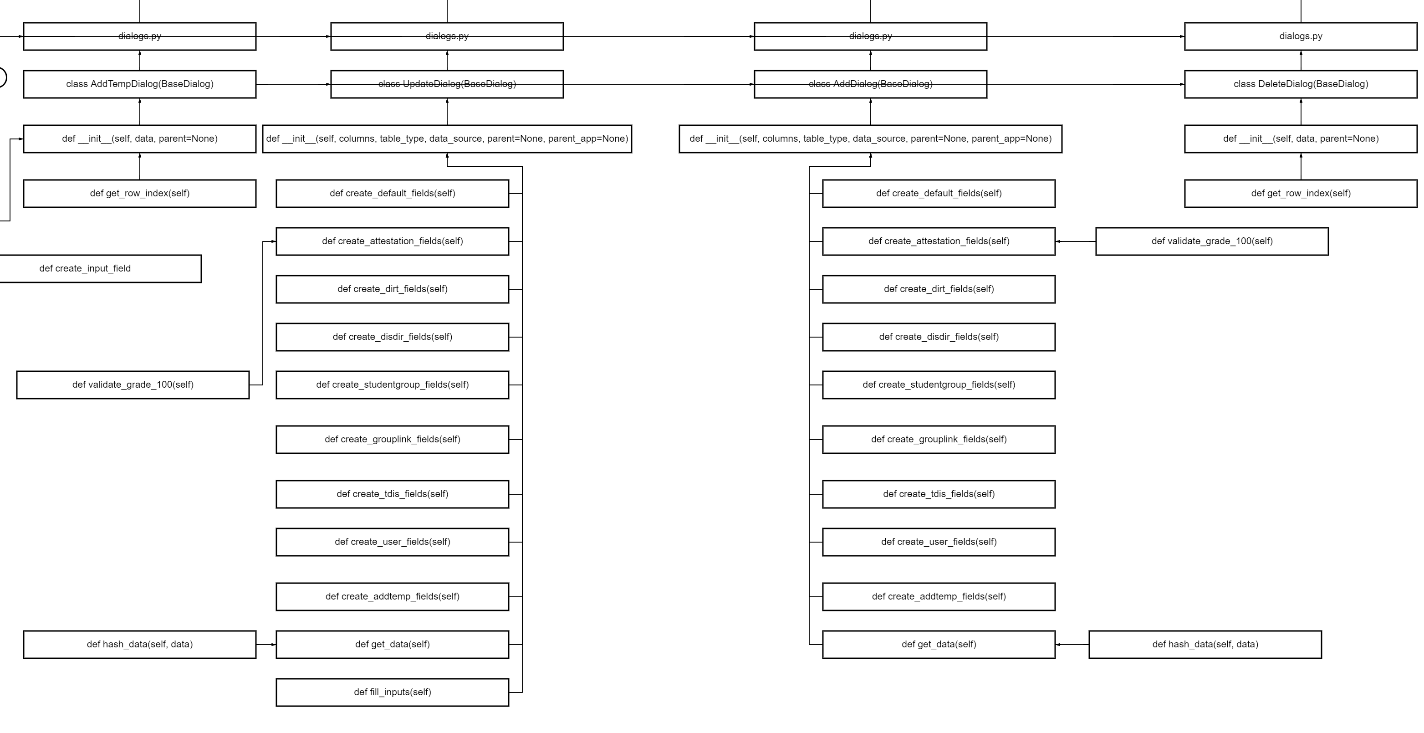 dialogs.py
dialogs.py
dialogs.py
dialogs.py
class AddTempDialog(BaseDialog)
class UpdateDialog(BaseDialog)
class AddDialog(BaseDialog)
class DeleteDialog(BaseDialog)
def __init__(self, data, parent=None)
def __init__(self, columns, table_type, data_source, parent=None, parent_app=None)
def __init__(self, columns, table_type, data_source, parent=None, parent_app=None)
def __init__(self, data, parent=None)
def get_row_index(self)
def create_default_fields(self)
def create_default_fields(self)
def get_row_index(self)
def create_attestation_fields(self)
def create_attestation_fields(self)
def validate_grade_100(self)
def create_input_field
def create_dirt_fields(self)
def create_dirt_fields(self)
def create_disdir_fields(self)
def create_disdir_fields(self)
def validate_grade_100(self)
def create_studentgroup_fields(self)
def create_studentgroup_fields(self)
def create_grouplink_fields(self)
def create_grouplink_fields(self)
def create_tdis_fields(self)
def create_tdis_fields(self)
def create_user_fields(self)
def create_user_fields(self)
def create_addtemp_fields(self)
def create_addtemp_fields(self)
def hash_data(self, data)
def get_data(self)
def get_data(self)
def hash_data(self, data)
def fill_inputs(self)